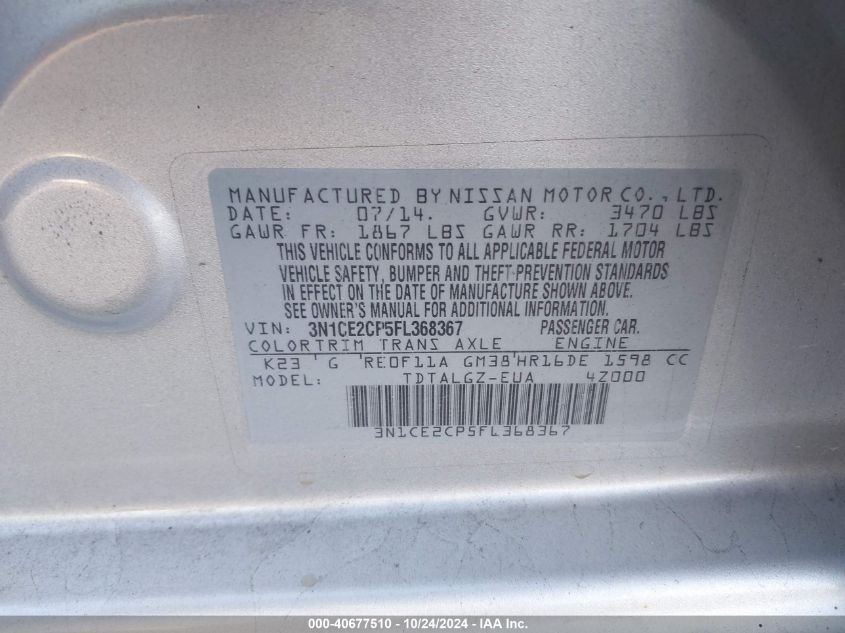 MANUFACTURED BY NISSAN MOTOR CO., LTD.
DATE: 07/14. GVWR: 3470 LBS
GAWR FR: 1867 LBS GAWR RR: 1704 LBS
THIS VEHICLE CONFORMS TO ALL APPLICABLE FEDERAL MOTOR
VEHICLE SAFETY, BUMPER AND THEFT-PREVENTION STANDARDS
IN EFFECT ON THE DATE OF MANUFACTURE SHOWN ABOVE.
SEE OWNER'S MANUAL FOR ADDITIONAL INFORMATION.
VIN: 3N1CE2CP5FL368367 PASSENGER CAR.
COLORTRIM TRANS AXLE ENGINE
K23 G RE0F11A GM38 HR16DE 1598 CC
MODEL: TDTALGZ-EUA 4Z000
3N1CE2CP5FL368367
000-40677510 - 10/24/2024 - IAA Inc.